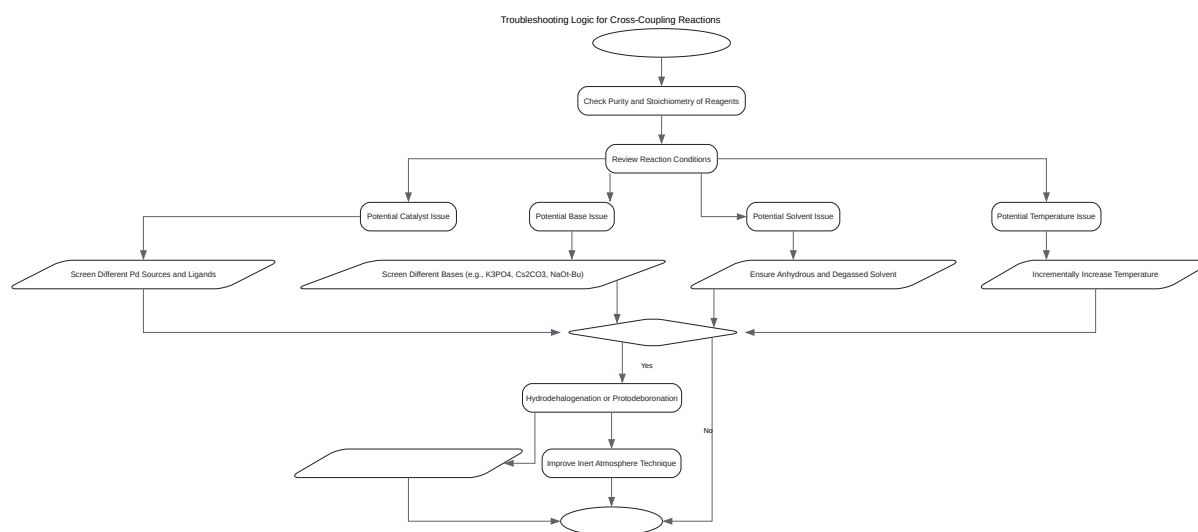 Troubleshooting Logic for Cross-Coupling Reactions
Check Purity and Stoichiometry of Reagents
Review Reaction Conditions
Potential Catalyst Issue
Potential Base Issue
Potential Solvent Issue
Potential Temperature Issue
Screen Different Pd Sources and Ligands
Screen Different Bases (e.g., K3PO4, Cs2CO3, NaOt-Bu)
Ensure Anhydrous and Degassed Solvent
Incrementally Increase Temperature
Yes
Hydrodehalogenation or Protodeboronation
No
Improve Inert Atmosphere Technique